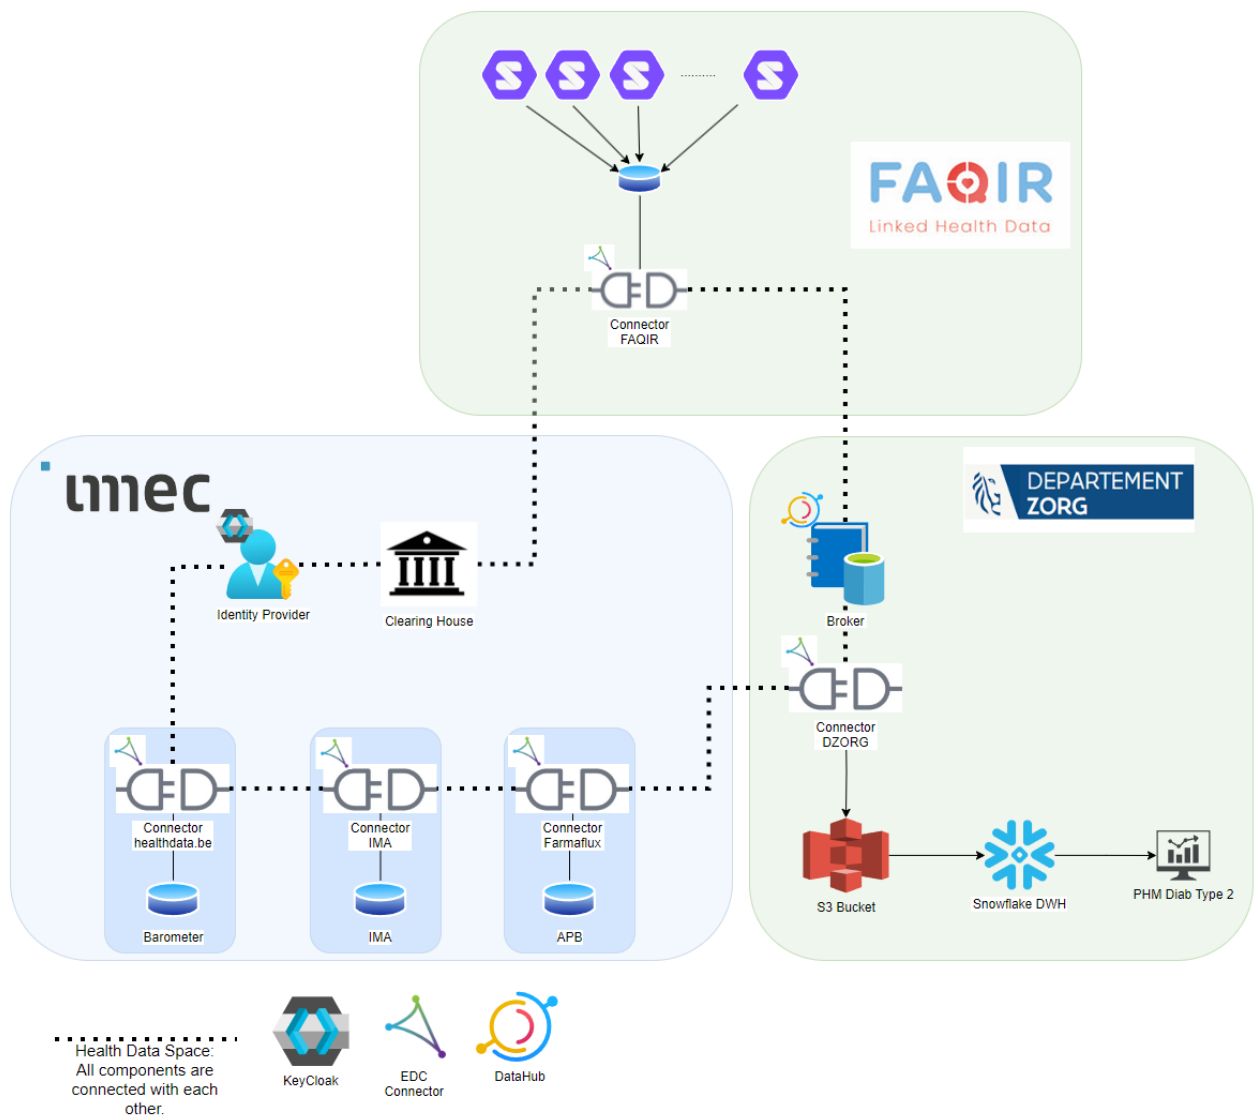 FAQIR
Linked Health Data
Connector
FAQIR
imec
DEPARTEMENT
ZORG
Identity Provider
Clearing House
Broker
Connector
DZORG
Connector
healthdata.be
Connector
IMA
Connector
Farmaflux
Barometer
IMA
APB
S3 Bucket
Snowflake DWH
PHM Diab Type 2
Health Data Space:
All components are
connected with each
other.
KeyCloak
EDC
Connector
DataHub